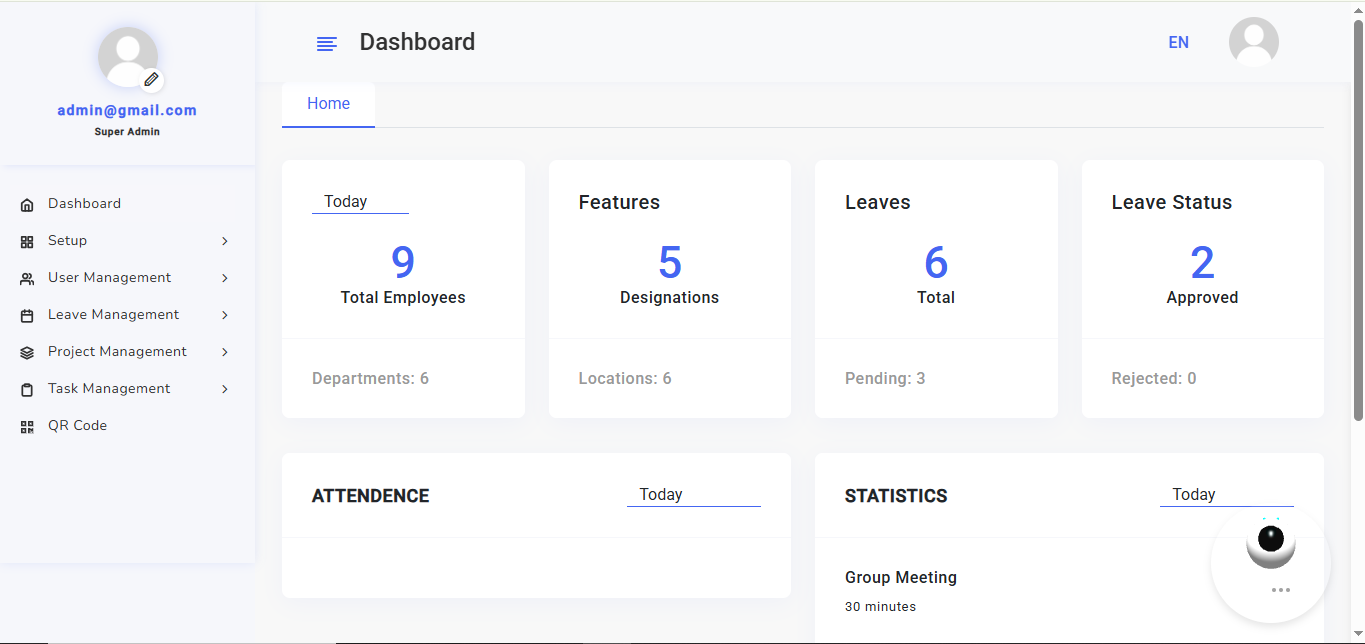 Dashboard
EN
admin@gmail.com
Super Admin
Dashboard
Setup
User Management
Leave Management
Project Management
Task Management
QR Code
Home
Today
9
Total Employees
Departments: 6
Features
5
Designations
Locations: 6
Leaves
6
Total
Pending: 3
Leave Status
2
Approved
Rejected: 0
ATTENDENCE
Today
STATISTICS
Today
Group Meeting
30 minutes